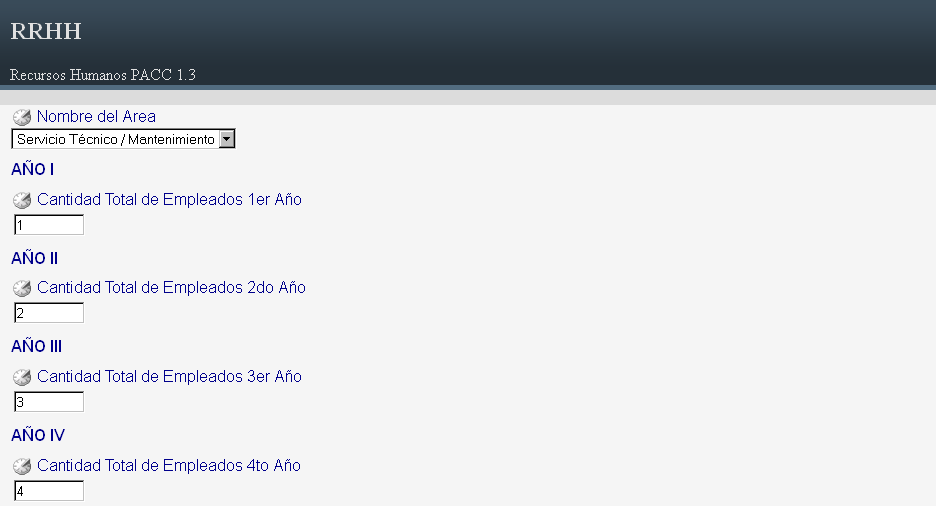 RRHH
Recursos Humanos PACC 1.3
Nombre del Area
Servicio Técnico / Mantenimiento
AÑO I
Cantidad Total de Empleados 1er Año
1
AÑO II
Cantidad Total de Empleados 2do Año
2
AÑO III
Cantidad Total de Empleados 3er Año
3
AÑO IV
Cantidad Total de Empleados 4to Año
4